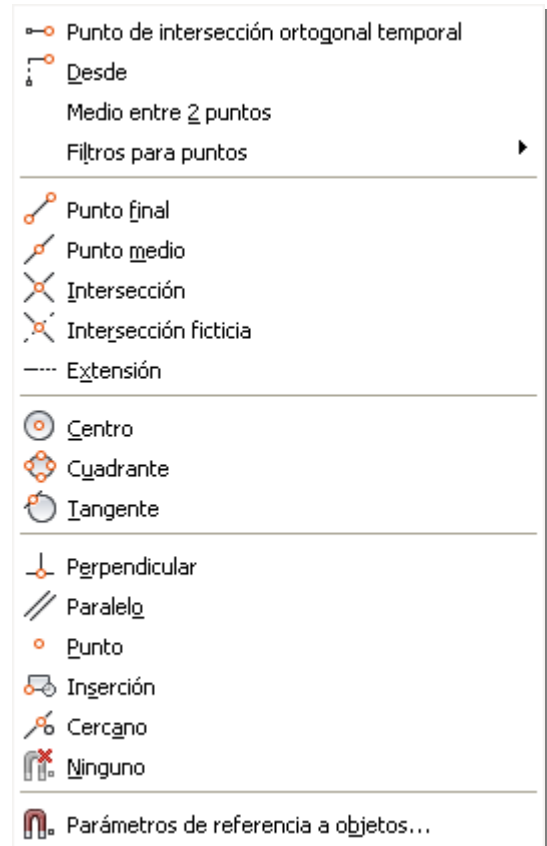 Punto de intersección ortogonal temporal
Desde
Medio entre 2 puntos
Filtros para puntos
Punto final
Punto medio
Intersección
Intersección ficticia
Extensión
Centro
Cuadrante
Tangente
Perpendicular
Paralelo
Punto
Inserción
Cercano
Ninguno
Parámetros de referencia a objetos...